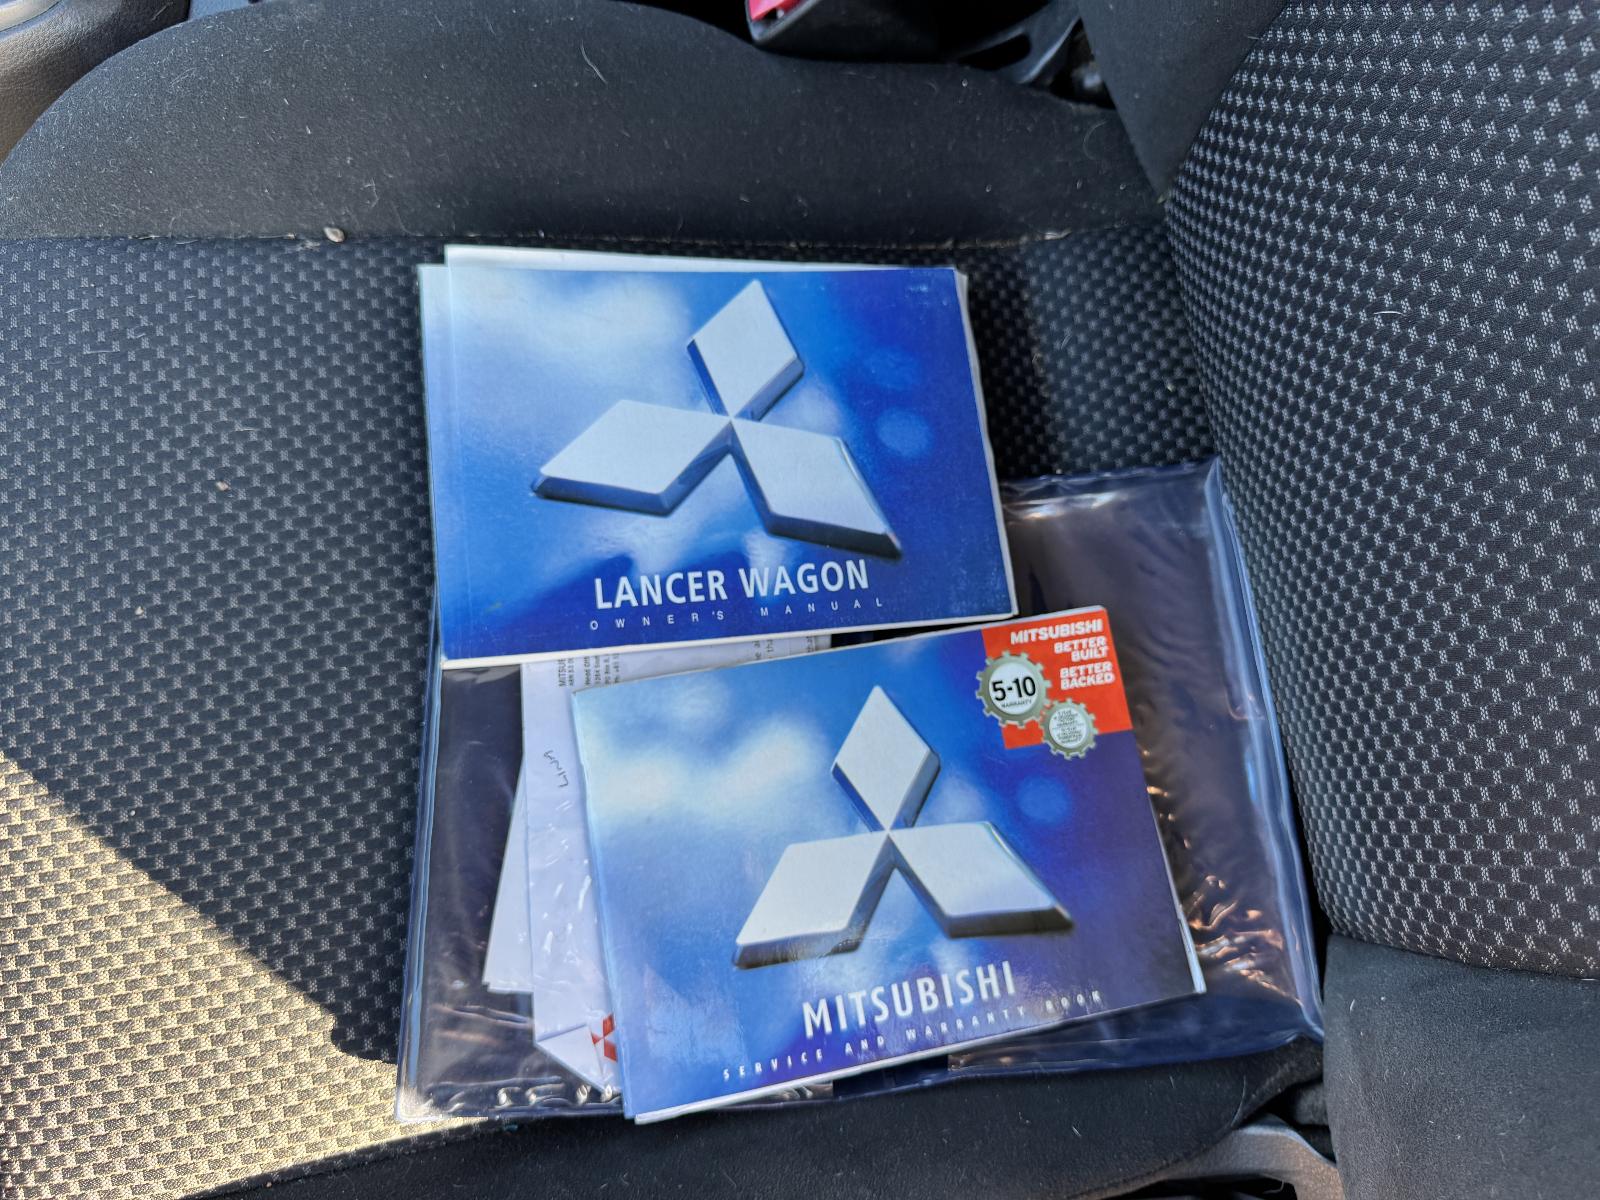 LANCER WAGON
OWNER'S MANUAL
MITSUBISHI
BETTER
BUILT
BETTER
BACKED
5-10
WARRANTY
MITSUBISHI
SERVICE AND WARRANTY BOOK